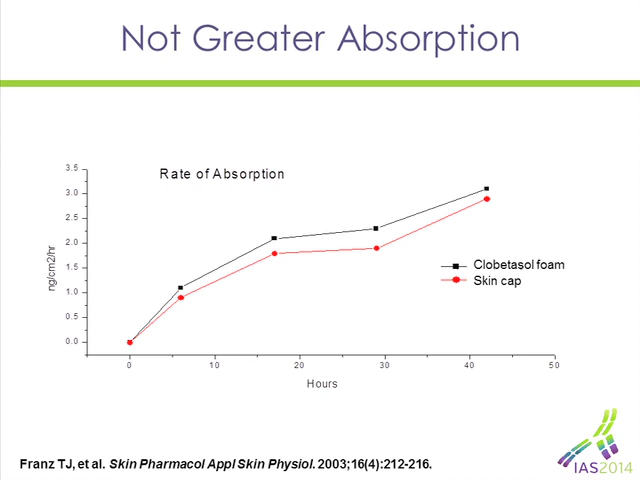 Not Greater Absorption
Rate of Absorption
3.5
3.0
2.5
2.0
1.5
1.0
0.5
0.0
ng/cm2/hr
Clobetasol foam
Skin cap
0 10 20 30 40 50
Hours
Franz TJ, et al. Skin Pharmacol Appl Skin Physiol. 2003;16(4):212-216.
IAS2014